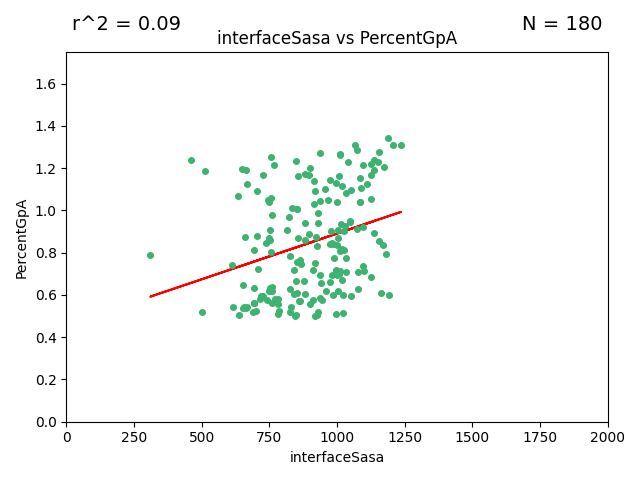 r^2 = 0.09
N = 180
interfaceSasa vs PercentGpA
PercentGpA
1.6
1.4
1.2
1.0
0.8
0.6
0.4
0.2
0.0
0 250 500 750 1000 1250 1500 1750 2000
interfaceSasa